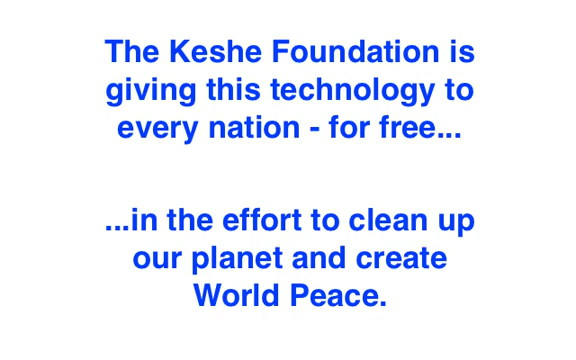 The Keshe Foundation is
giving this technology to
every nation - for free...
...in the effort to clean up
our planet and create
World Peace.